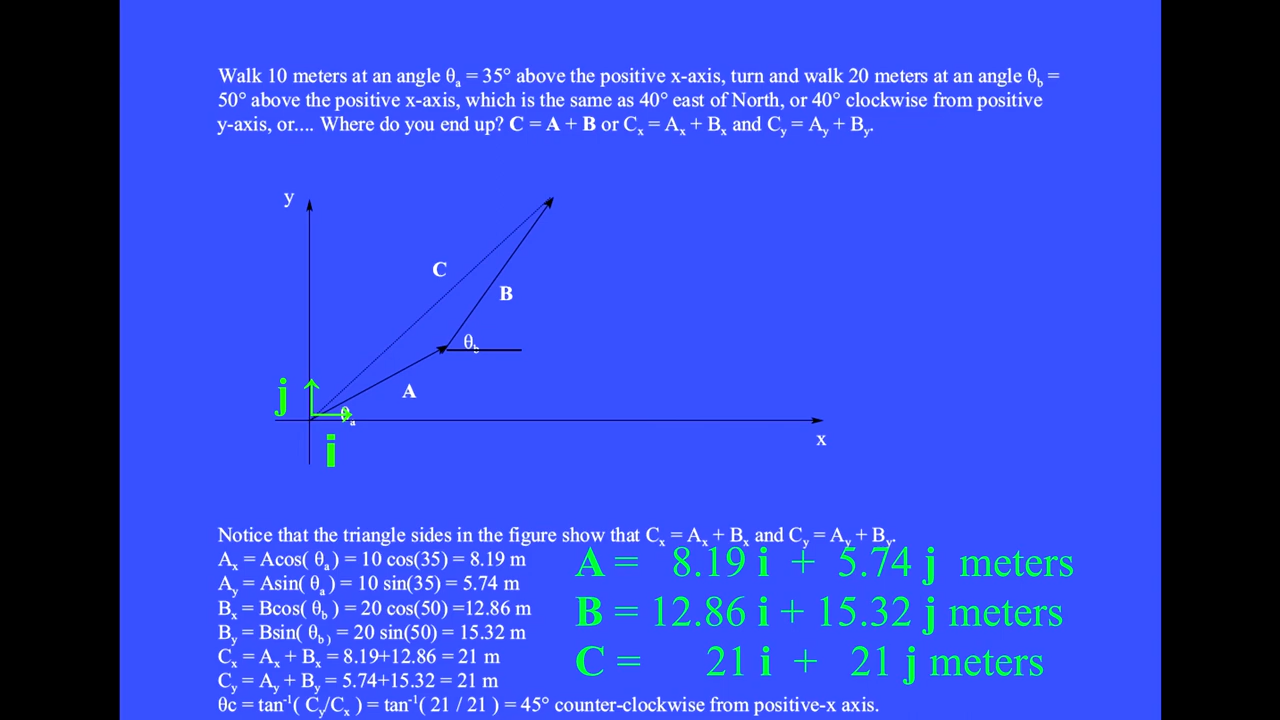 Walk 10 meters at an angle θa = 35° above the positive x-axis, turn and walk 20 meters at an angle θb =
50° above the positive x-axis, which is the same as 40° east of North, or 40° clockwise from positive
y-axis, or.... Where do you end up? C = A + B or Cx = Ax + Bx and Cy = Ay + By.
y
C
B
θb
A
j
θa
i
x
Notice that the triangle sides in the figure show that Cx = Ax + Bx and Cy = Ay + By.
Ax = Acos( θa ) = 10 cos(35) = 8.19 m
A = 8.19 i + 5.74 j meters
Ay = Asin( θa ) = 10 sin(35) = 5.74 m
Bx = Bcos( θb ) = 20 cos(50) =12.86 m
B = 12.86 i + 15.32 j meters
By = Bsin( θb) = 20 sin(50) = 15.32 m
Cx = Ax + Bx = 8.19+12.86 = 21 m
C = 21 i + 21 j meters
Cy = Ay + By = 5.74+15.32 = 21 m
θc = tan-1( Cy/Cx ) = tan-1( 21 / 21 ) = 45° counter-clockwise from positive-x axis.